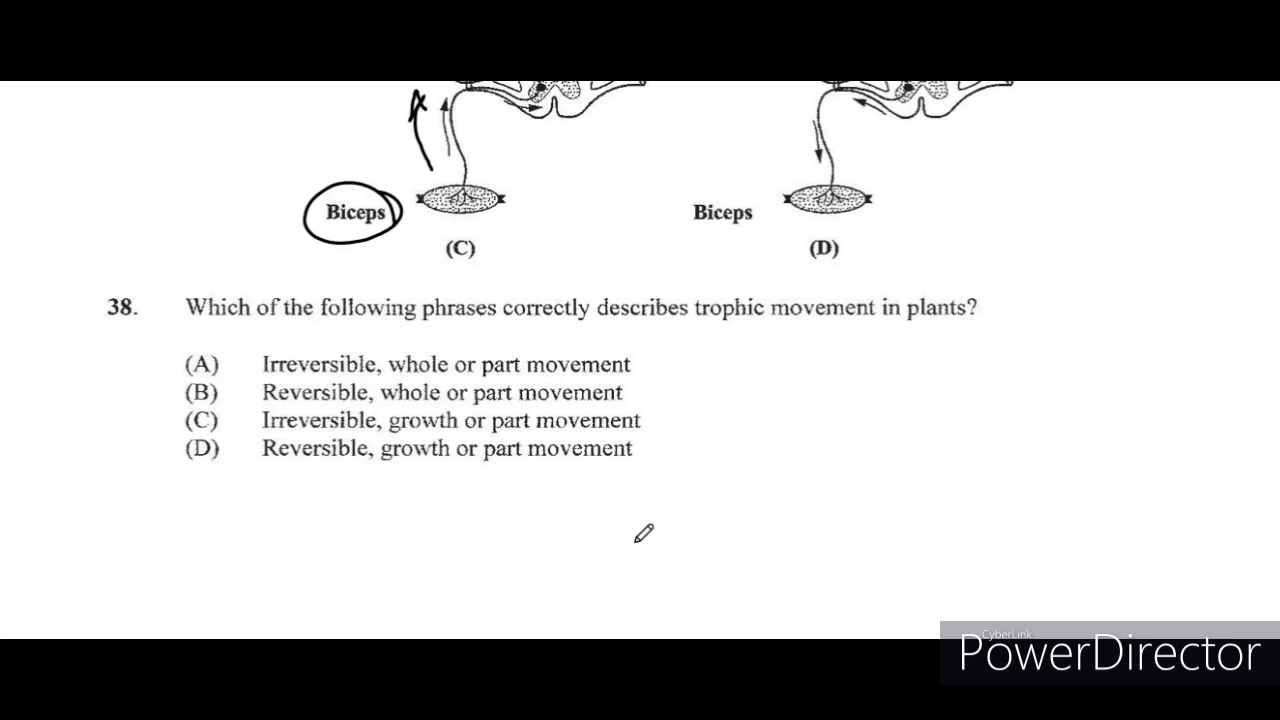 Biceps
Biceps
(C)
(D)
38. Which of the following phrases correctly describes trophic movement in plants?
(A) Irreversible, whole or part movement
(B) Reversible, whole or part movement
(C) Irreversible, growth or part movement
(D) Reversible, growth or part movement
CyberLink
PowerDirector